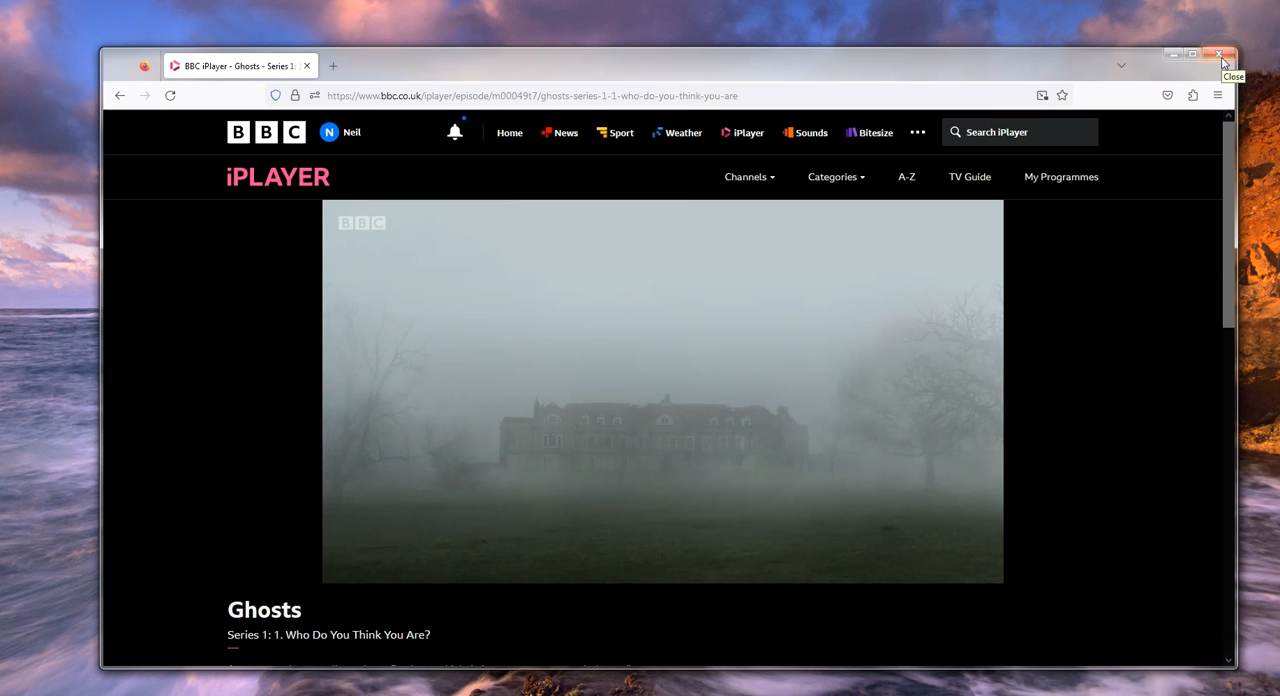 BBC iPlayer - Ghosts - Series 1:
Close
https://www.bbc.co.uk/iplayer/episode/m00049t7/ghosts-series-1-1-who-do-you-think-you-are
BBC N Neil Home News Sport Weather iPlayer Sounds Bitesize Search iPlayer
iPLAYER Channels Categories A-Z TV Guide My Programmes
BBC
Ghosts
Series 1: 1. Who Do You Think You Are?